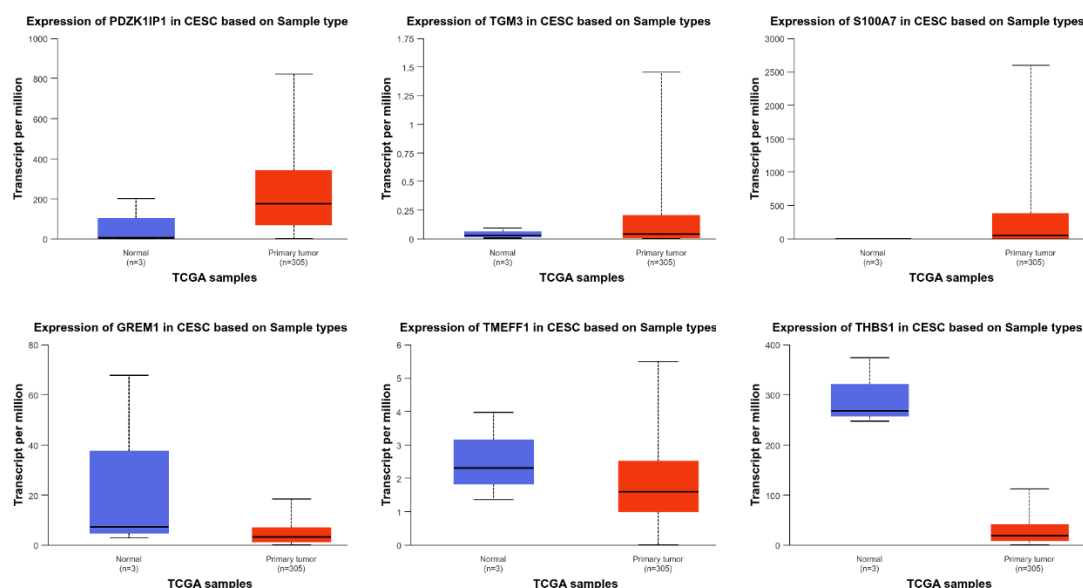 Expression of PDZK1IP1 in CESC based on Sample types
Transcript per million
1000
800
600
400
200
0
Normal
(n=3)
Primary tumor
(n=305)
TCGA samples
Expression of TGM3 in CESC based on Sample types
Transcript per million
1.75
1.5
1.25
1
0.75
0.5
0.25
0
Normal
(n=3)
Primary tumor
(n=305)
TCGA samples
Expression of S100A7 in CESC based on Sample types
Transcript per million
3000
2500
2000
1500
1000
500
0
Normal
(n=3)
Primary tumor
(n=305)
TCGA samples
Expression of GREM1 in CESC based on Sample types
Transcript per million
80
60
40
20
0
Normal
(n=3)
Primary tumor
(n=305)
TCGA samples
Expression of TMEFF1 in CESC based on Sample types
Transcript per million
6
5
4
3
2
1
0
Normal
(n=3)
Primary tumor
(n=305)
TCGA samples
Expression of THBS1 in CESC based on Sample types
Transcript per million
400
300
200
100
0
Normal
(n=3)
Primary tumor
(n=305)
TCGA samples